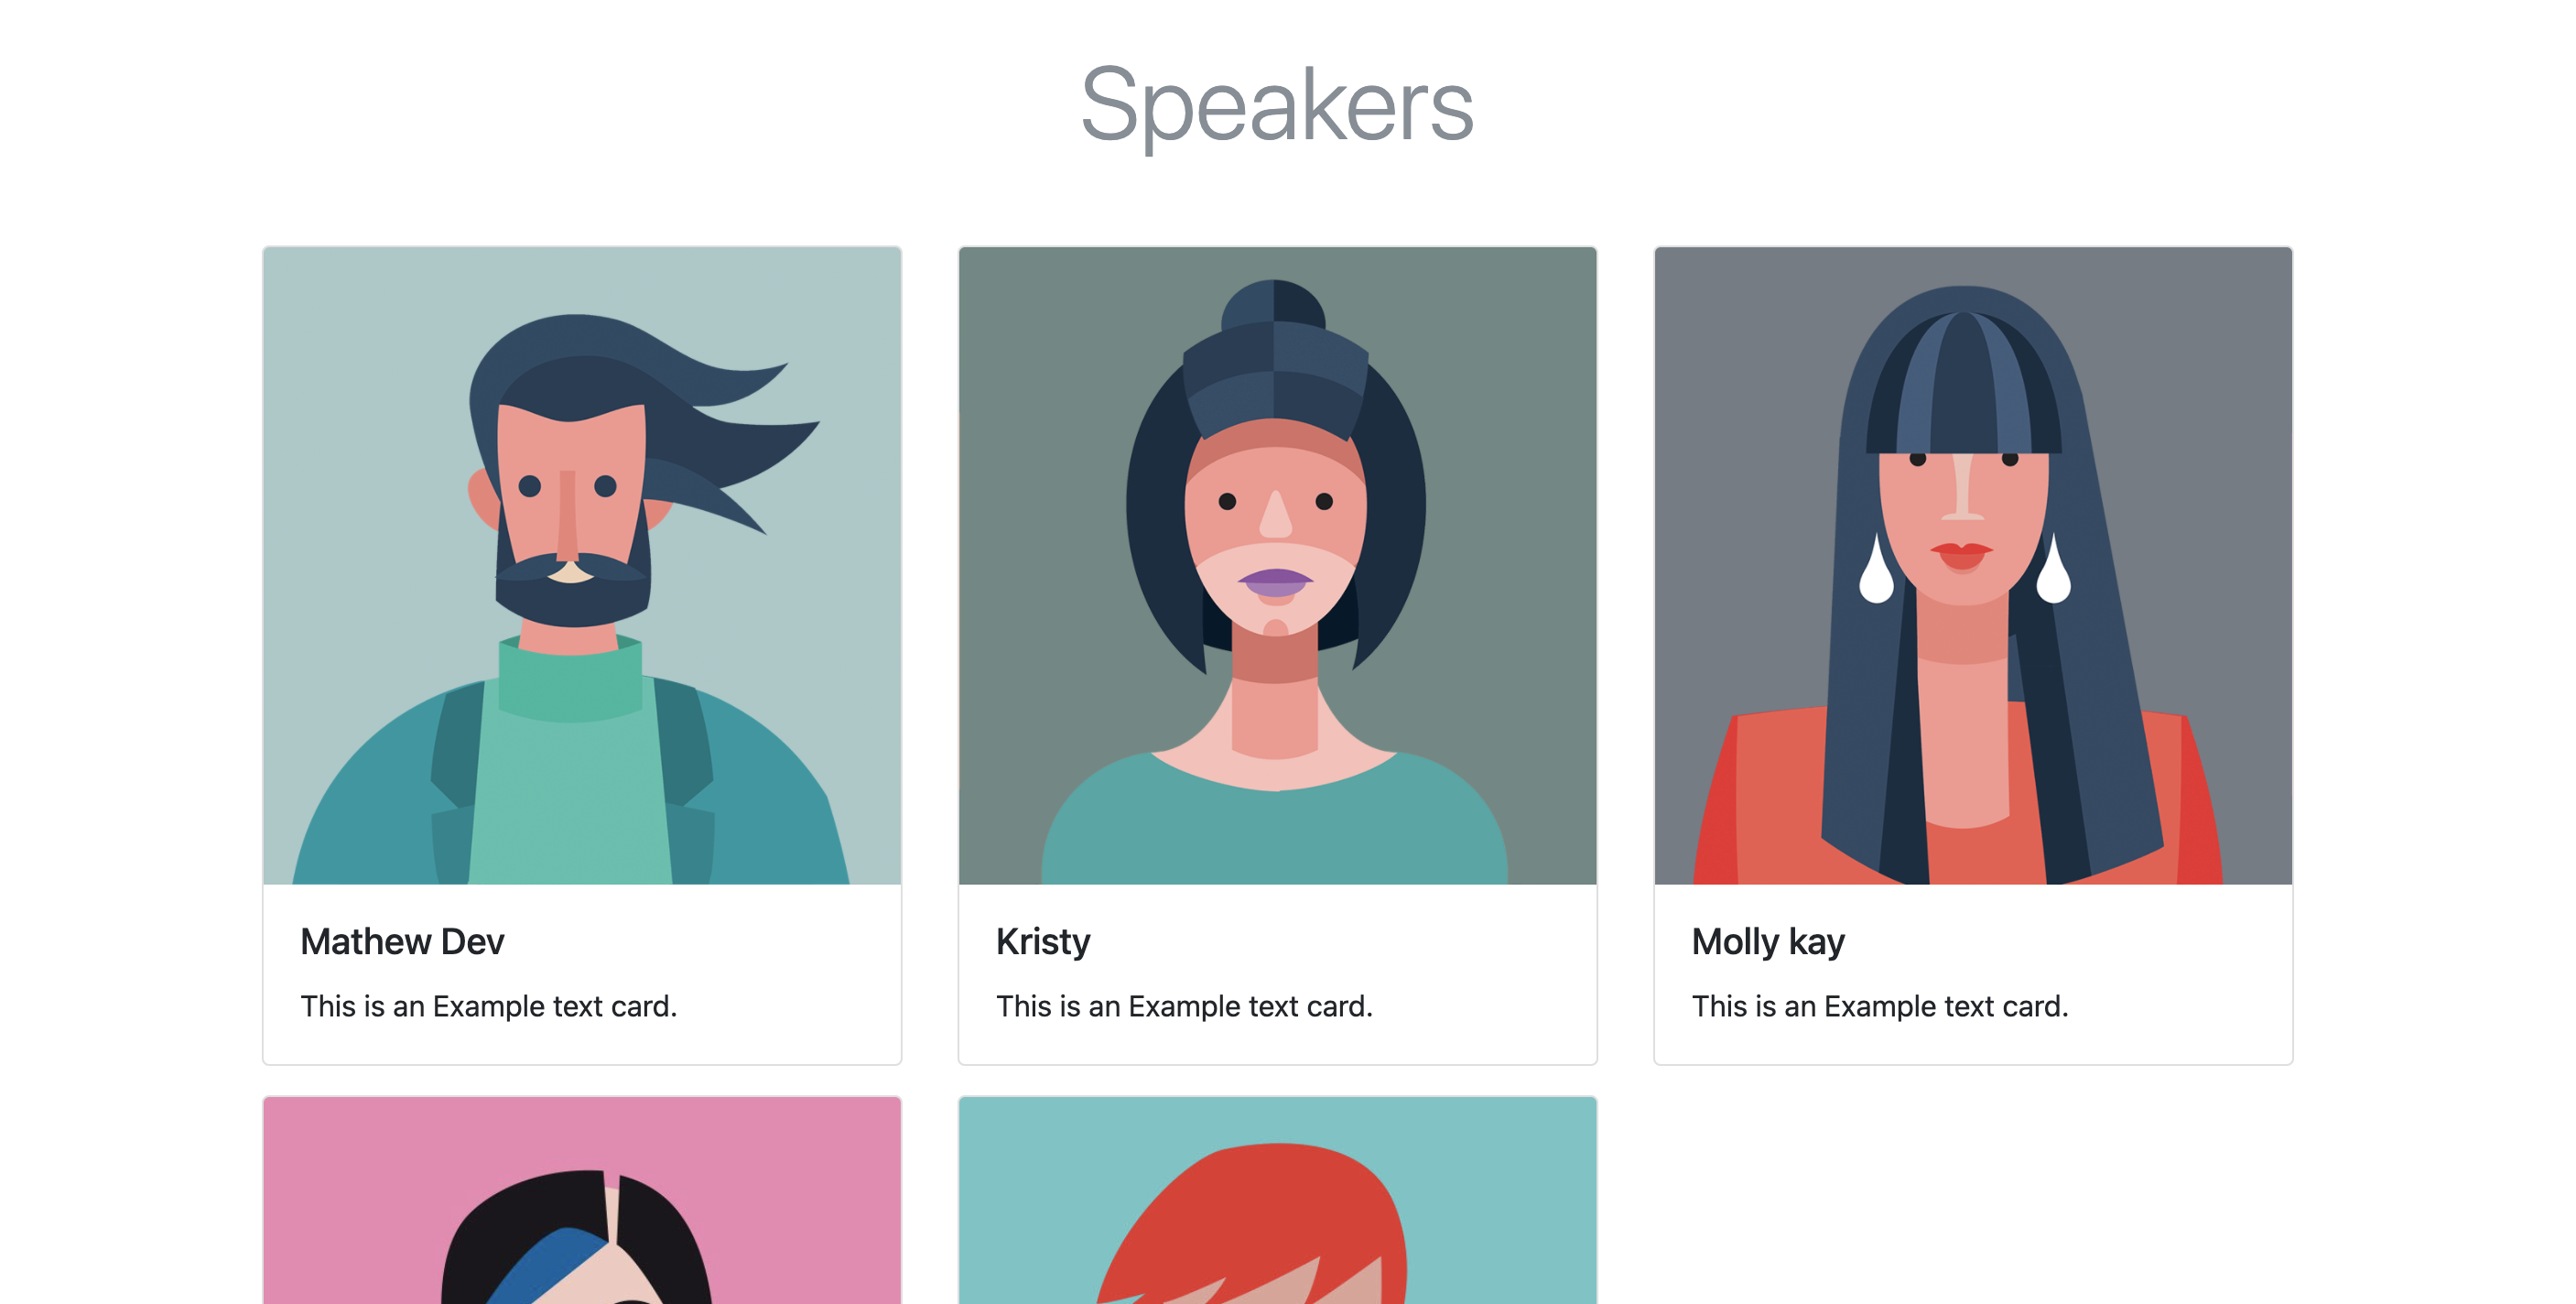 Speakers
Mathew Dev
This is an Example text card.
Kristy
This is an Example text card.
Molly kay
This is an Example text card.